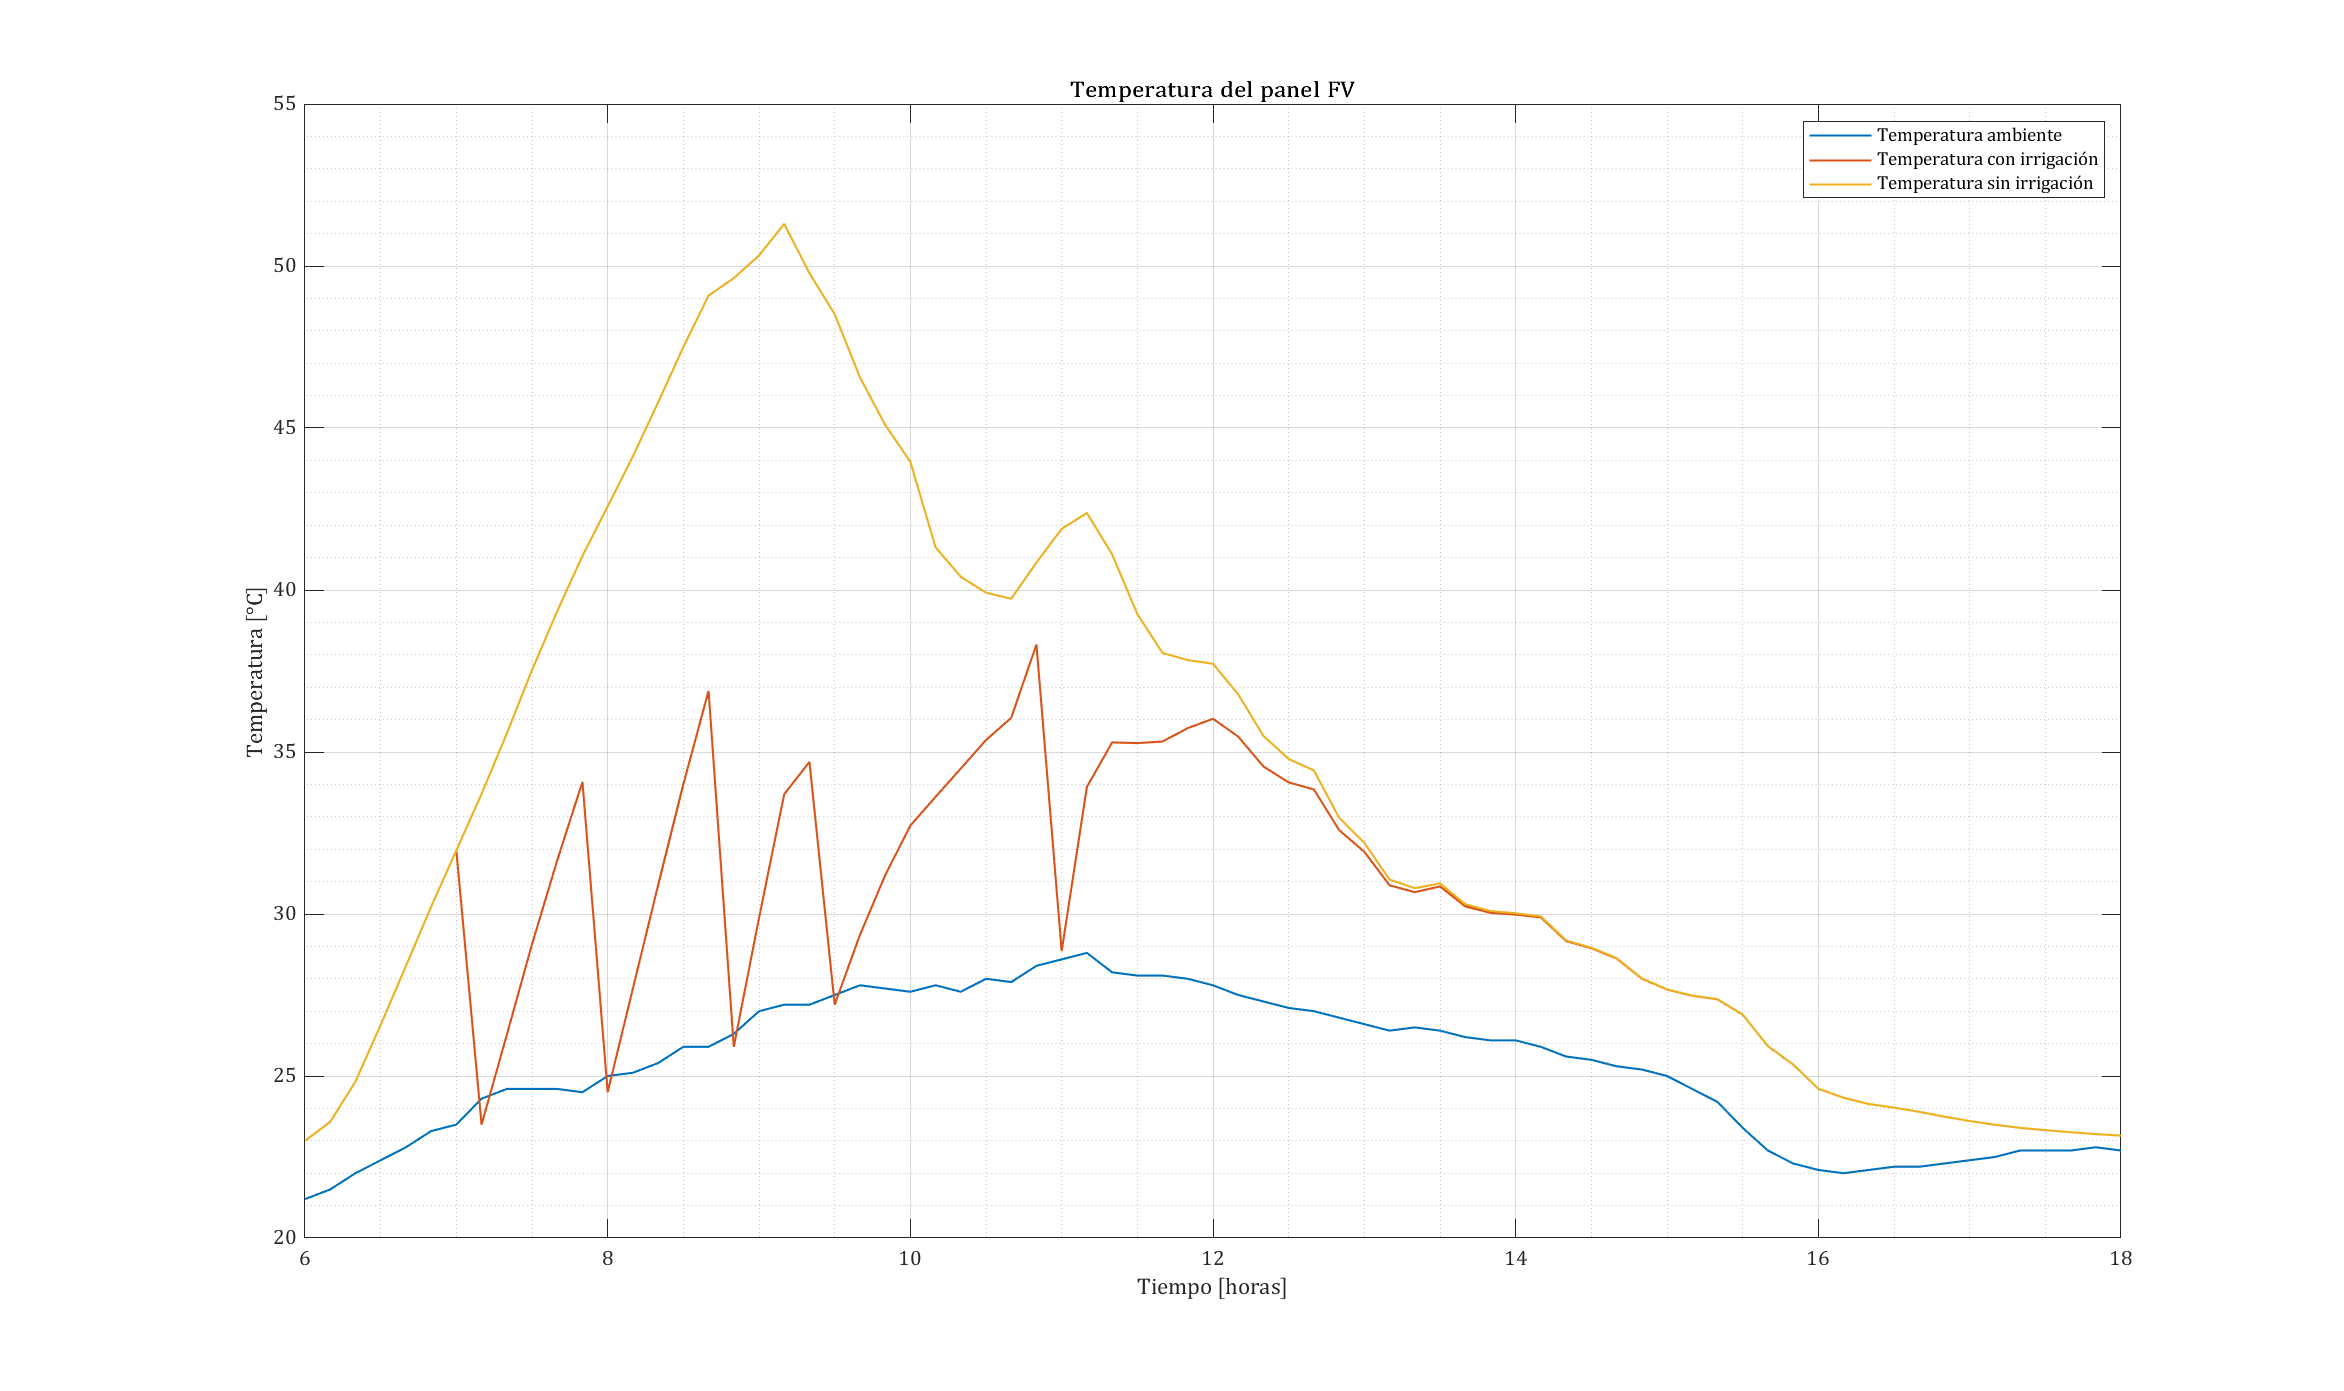 Temperatura del panel FV
Temperatura ambiente
Temperatura con irrigación
Temperatura sin irrigación
Temperatura [°C]
55
50
45
40
35
30
25
20
6 8 10 12 14 16 18
Tiempo [horas]